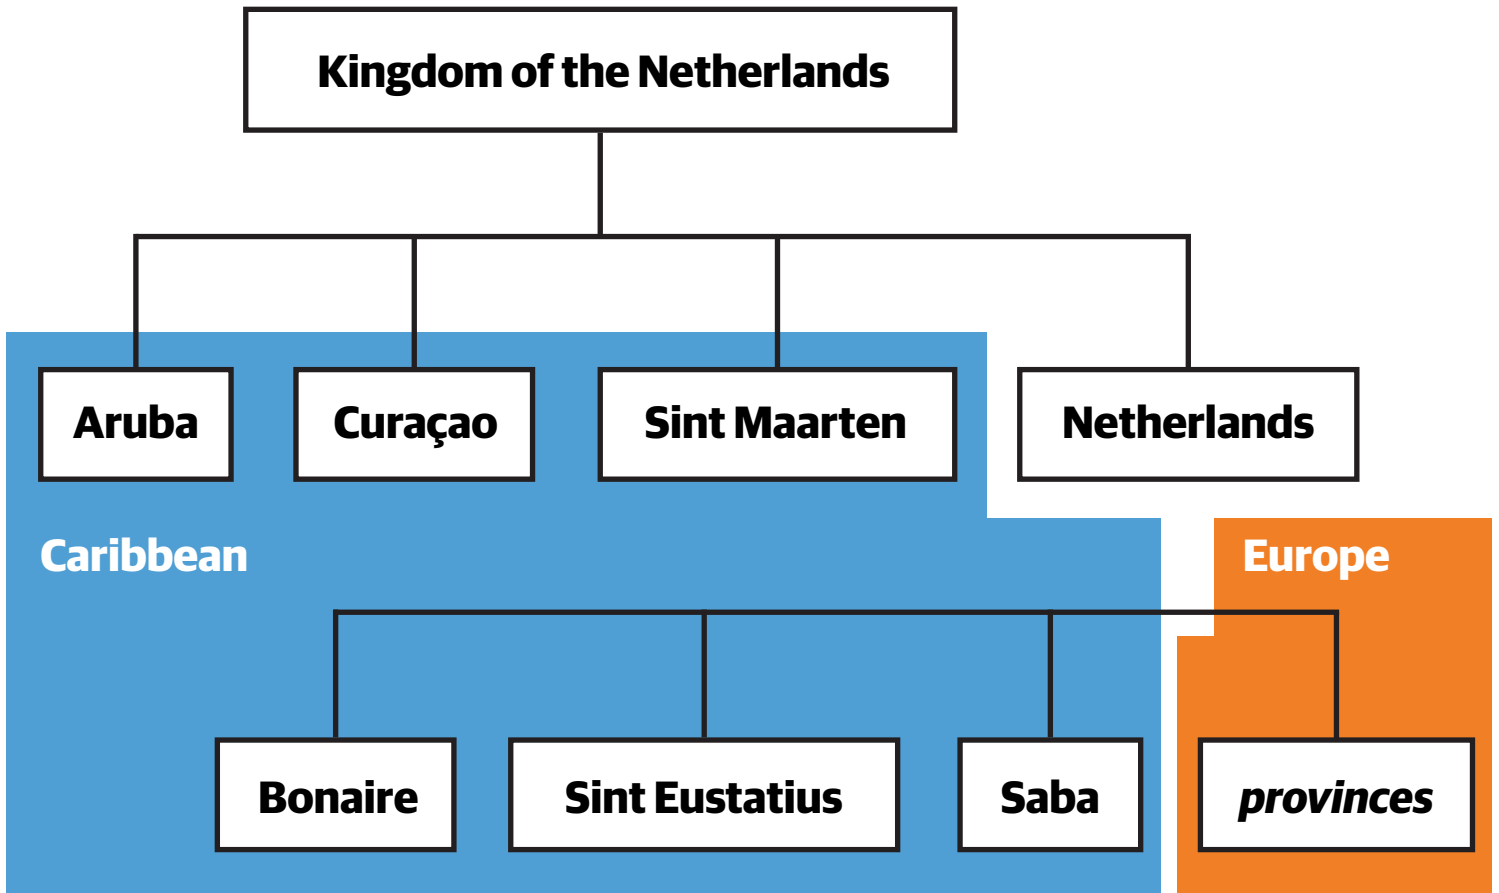 Kingdom of the Netherlands
Aruba
Curaçao
Sint Maarten
Netherlands
Caribbean
Europe
Bonaire
Sint Eustatius
Saba
provinces